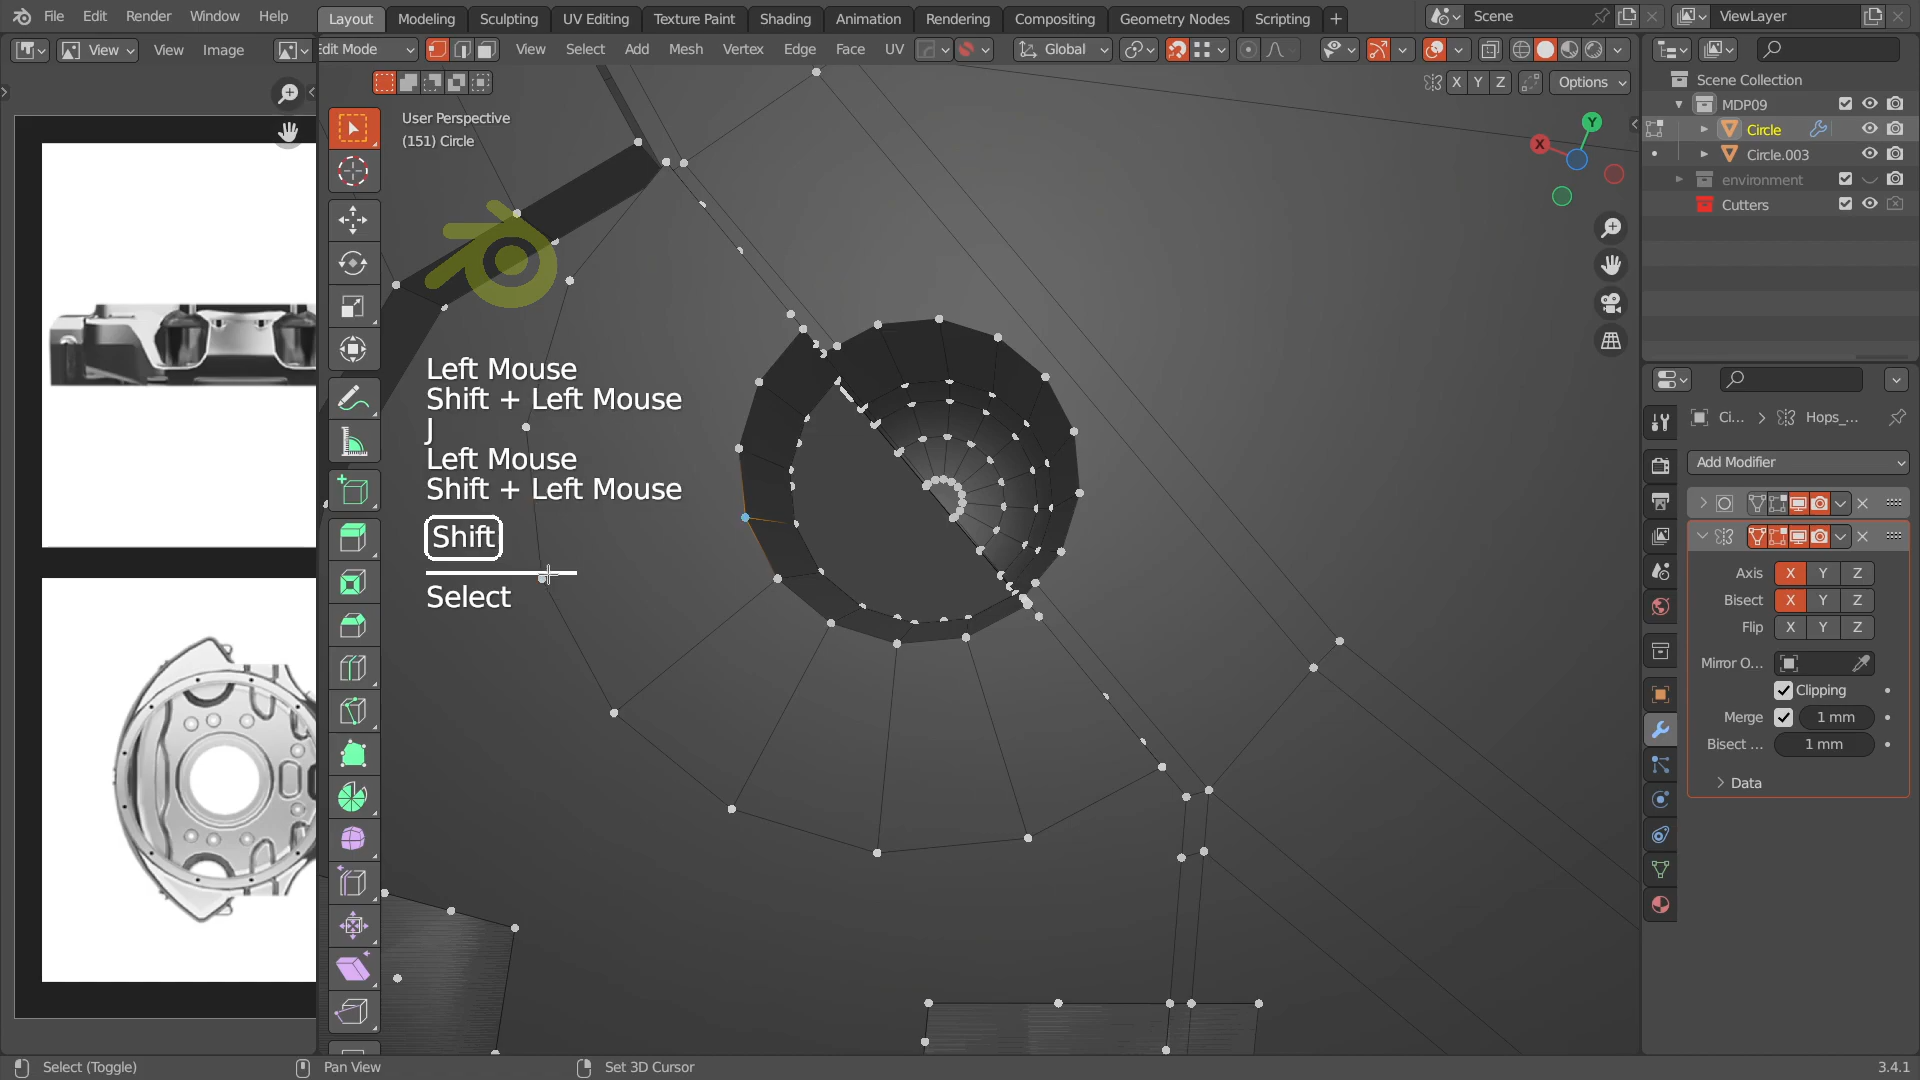 File Edit Render Window Help
Layout Modeling Sculpting UV Editing Texture Paint Shading Animation Rendering Compositing Geometry Nodes Scripting +
Scene
ViewLayer
View View Image
dit Mode
View Select Add Mesh Vertex Edge Face UV
Global
X Y Z
Options
User Perspective
(151) Circle
Left Mouse
Shift + Left Mouse
J
Left Mouse
Shift + Left Mouse
Shift
Select
Y
X
Scene Collection
MDP09
Circle
Circle.003
environment
Cutters
Ci... Hops_...
Add Modifier
Axis X Y Z
Bisect X Y Z
Flip X Y Z
Mirror O...
Clipping
Merge 1 mm
Bisect ... 1 mm
Data
Select (Toggle)
Pan View
Set 3D Cursor
3.4.1